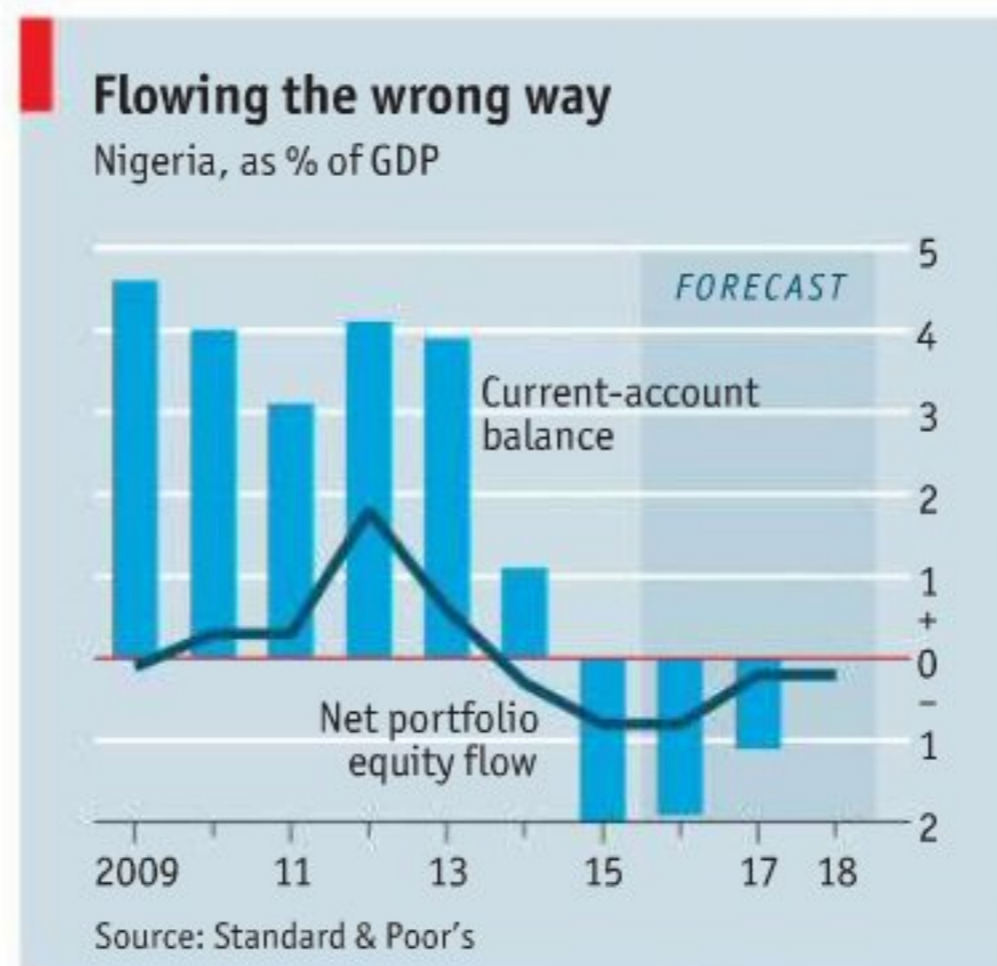 Flowing the wrong way
Nigeria, as % of GDP
5
FORECAST
4
Current-account
balance
3
2
1
+
0
–
Net portfolio
equity flow
1
2
2009 11 13 15 17 18
Source: Standard & Poor's